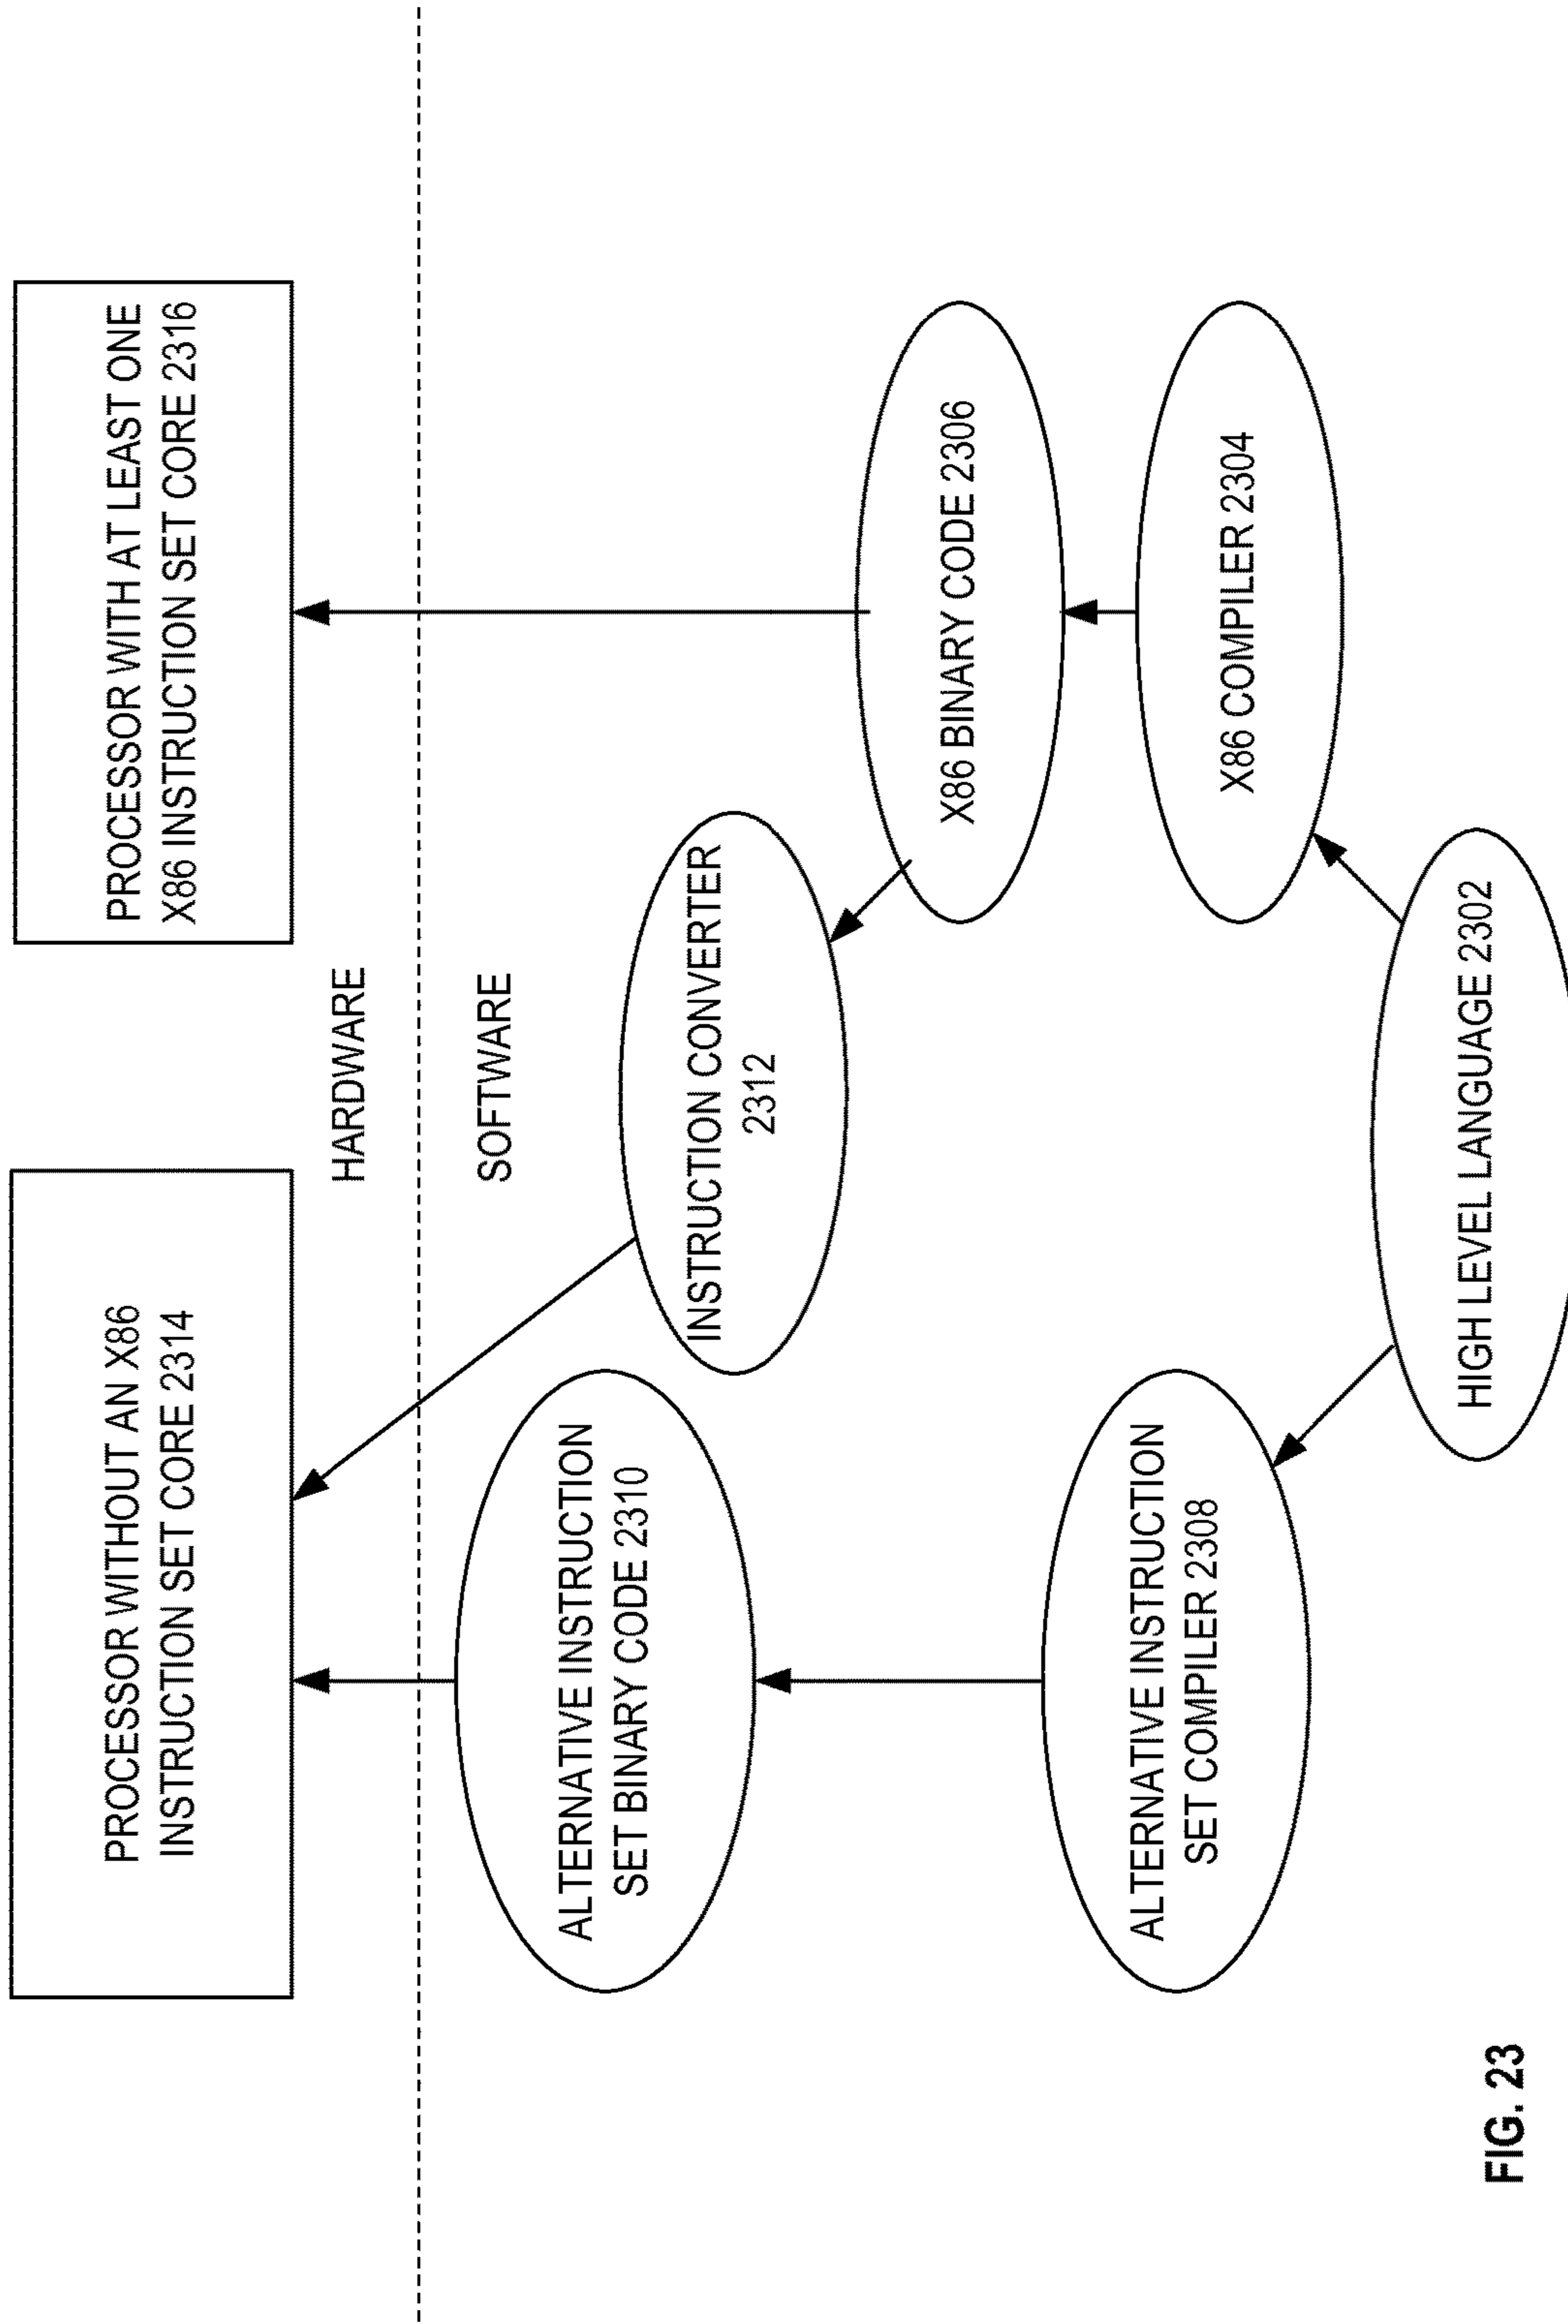 PROCESSOR WITHOUT AN X86
INSTRUCTION SET CORE 2314
PROCESSOR WITH AT LEAST ONE
X86 INSTRUCTION SET CORE 2316
HARDWARE
SOFTWARE
ALTERNATIVE INSTRUCTION
SET BINARY CODE 2310
INSTRUCTION CONVERTER
2312
X86 BINARY CODE 2306
ALTERNATIVE INSTRUCTION
SET COMPILER 2308
X86 COMPILER 2304
HIGH LEVEL LANGUAGE 2302
FIG. 23